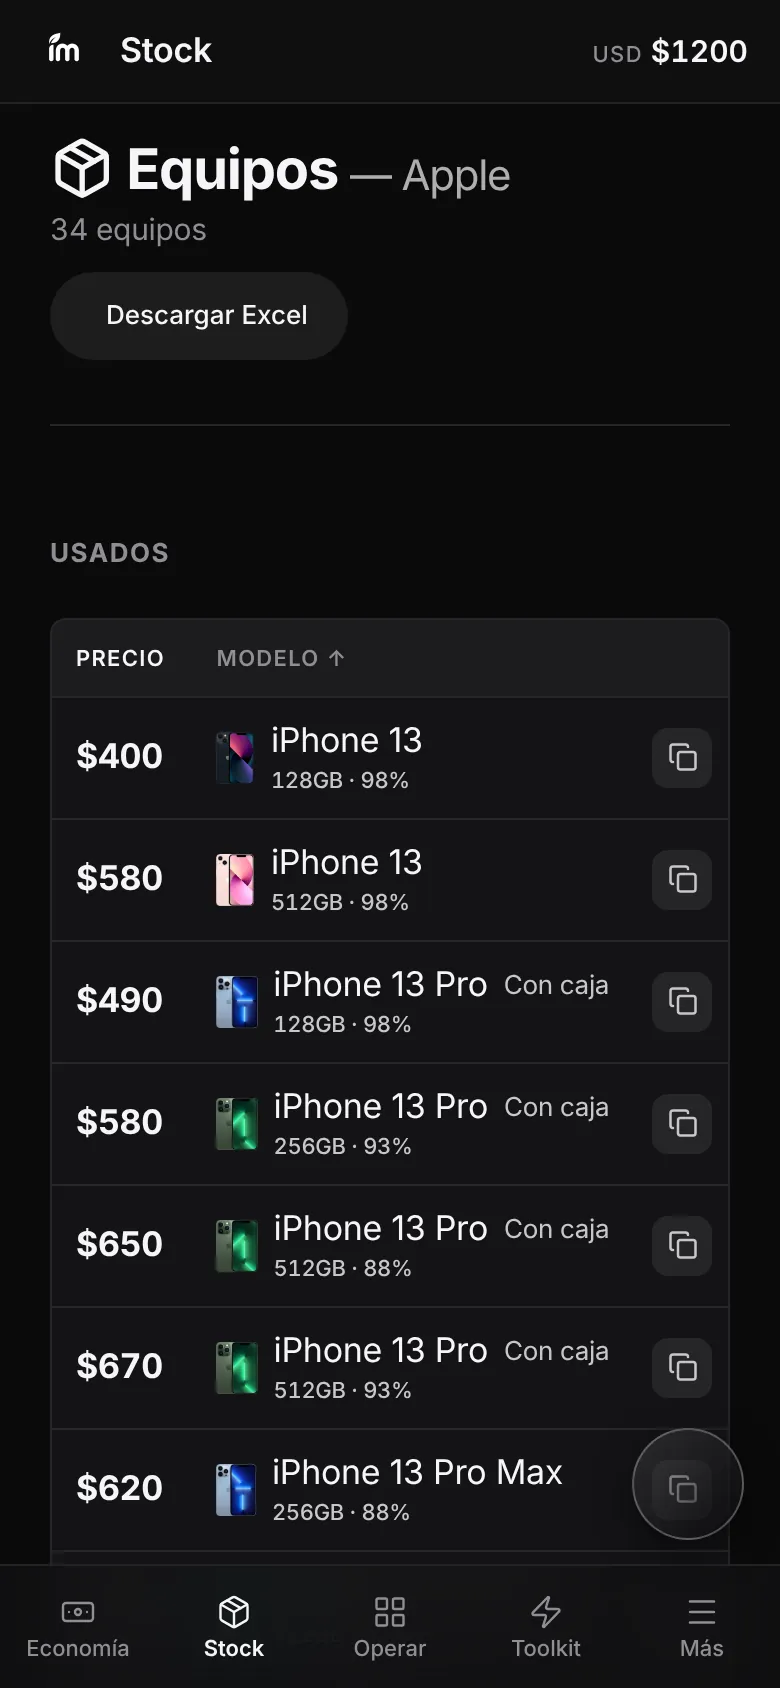 im Stock USD $1200
Equipos — Apple
34 equipos
Descargar Excel
USADOS
PRECIO MODELO ↑
$400 iPhone 13
128GB · 98%
$580 iPhone 13
512GB · 98%
$490 iPhone 13 Pro Con caja
128GB · 98%
$580 iPhone 13 Pro Con caja
256GB · 93%
$650 iPhone 13 Pro Con caja
512GB · 88%
$670 iPhone 13 Pro Con caja
512GB · 93%
$620 iPhone 13 Pro Max
256GB · 88%
Economía Stock Operar Toolkit Más